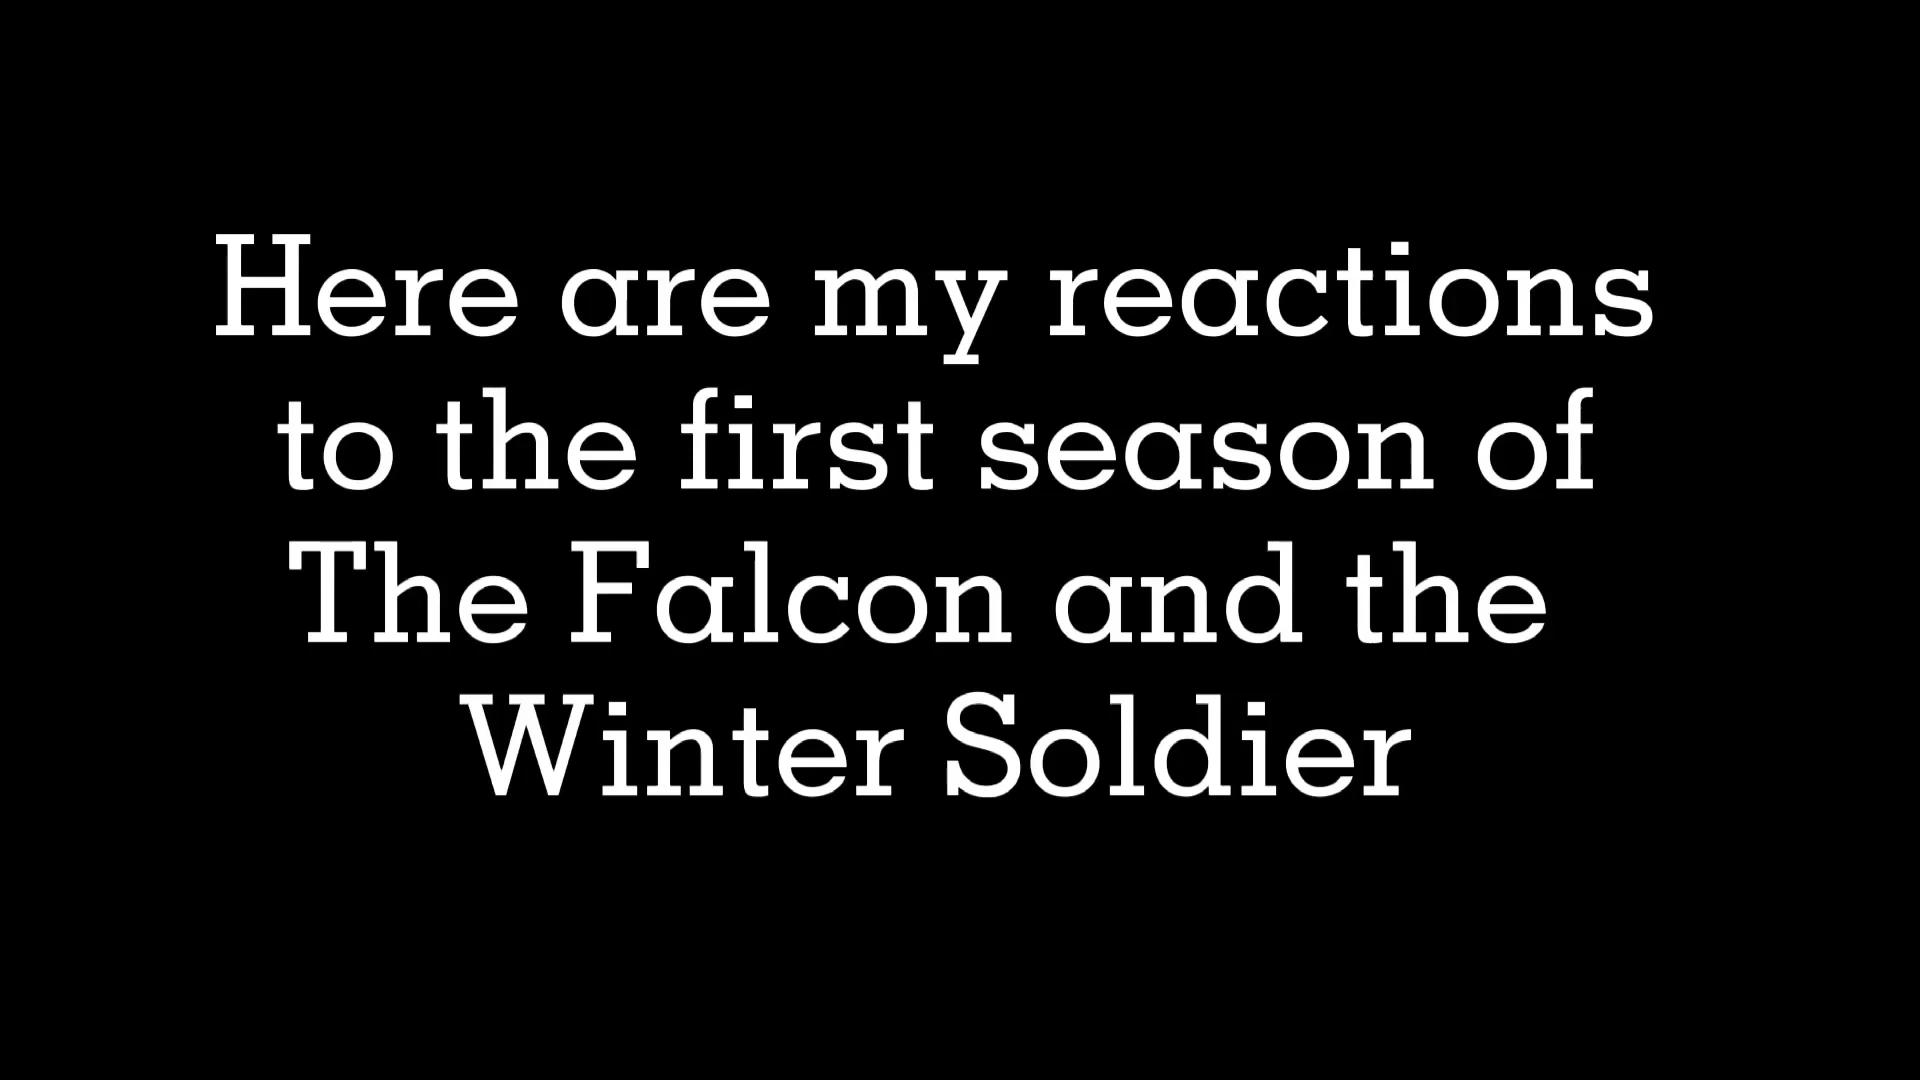 Here are my reactions
to the first season of
The Falcon and the
Winter Soldier